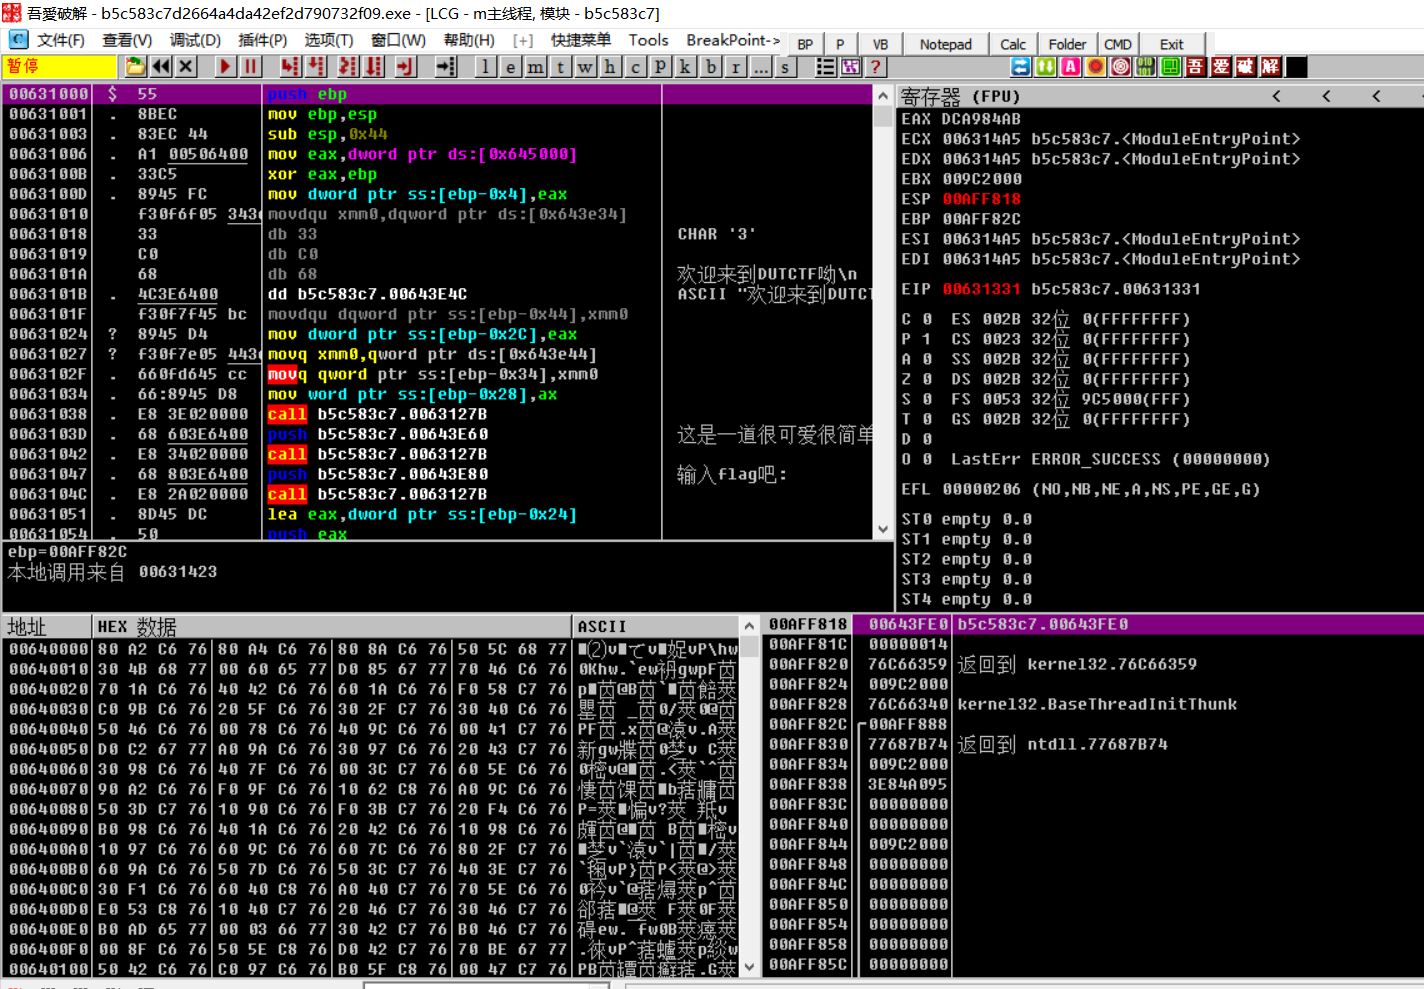 吾愛破解 - b5c583c7d2664a4da42ef2d790732f09.exe - [LCG - m主线程, 模块 - b5c583c7]
C 文件(F) 查看(V) 调试(D) 插件(P) 选项(T) 窗口(W) 帮助(H) [+] 快捷菜单 Tools BreakPoint-> BP P VB Notepad Calc Folder CMD Exit
暂停 l e m t w h c p k b r ... s ? 吾 爱 破 解
00631000 $ 55 push ebp
00631001 . 8BEC mov ebp,esp
00631003 . 83EC 44 sub esp,0x44
00631006 . A1 00506400 mov eax,dword ptr ds:[0x645000]
0063100B . 33C5 xor eax,ebp
0063100D . 8945 FC mov dword ptr ss:[ebp-0x4],eax
00631010 f30f6f05 343 movdqu xmm0,dqword ptr ds:[0x643e34]
00631018 33 db 33 CHAR '3'
00631019 C0 db C0
0063101A 68 db 68 欢迎来到DUTCTF呦\n
0063101B . 4C3E6400 dd b5c583c7.00643E4C ASCII "欢迎来到DUTCT
0063101F f30f7f45 bc movdqu dqword ptr ss:[ebp-0x44],xmm0
00631024 ? 8945 D4 mov dword ptr ss:[ebp-0x2C],eax
00631027 ? f30f7e05 443 movq xmm0,qword ptr ds:[0x643e44]
0063102F . 660fd645 cc movq qword ptr ss:[ebp-0x34],xmm0
00631034 . 66:8945 D8 mov word ptr ss:[ebp-0x28],ax
00631038 . E8 3E020000 call b5c583c7.0063127B
0063103D . 68 603E6400 push b5c583c7.00643E60 这是一道很可爱很简单
00631042 . E8 34020000 call b5c583c7.0063127B
00631047 . 68 803E6400 push b5c583c7.00643E80 输入flag吧:
0063104C . E8 2A020000 call b5c583c7.0063127B
00631051 . 8D45 DC lea eax,dword ptr ss:[ebp-0x24]
00631054 . 50 push eax
ebp=00AFF82C
本地调用来自 00631423
寄存器 (FPU) < < <
EAX DCA984AB
ECX 006314A5 b5c583c7.<ModuleEntryPoint>
EDX 006314A5 b5c583c7.<ModuleEntryPoint>
EBX 009C2000
ESP 00AFF818
EBP 00AFF82C
ESI 006314A5 b5c583c7.<ModuleEntryPoint>
EDI 006314A5 b5c583c7.<ModuleEntryPoint>
EIP 00631331 b5c583c7.00631331
C 0 ES 002B 32位 0(FFFFFFFF)
P 1 CS 0023 32位 0(FFFFFFFF)
A 0 SS 002B 32位 0(FFFFFFFF)
Z 0 DS 002B 32位 0(FFFFFFFF)
S 0 FS 0053 32位 9C5000(FFF)
T 0 GS 002B 32位 0(FFFFFFFF)
D 0
O 0 LastErr ERROR_SUCCESS (00000000)
EFL 00000206 (NO,NB,NE,A,NS,PE,GE,G)
ST0 empty 0.0
ST1 empty 0.0
ST2 empty 0.0
ST3 empty 0.0
ST4 empty 0.0
地址 HEX 数据 ASCII
00640000 80 A2 C6 76 80 A4 C6 76 80 8A C6 76 50 5C 68 77
00640010 30 4B 68 77 00 60 65 77 D0 85 67 77 70 46 C6 76
00640020 70 1A C6 76 40 42 C6 76 60 1A C6 76 F0 58 C7 76
00640030 C0 9B C6 76 20 5F C6 76 30 2F C7 76 30 40 C6 76
00640040 50 46 C6 76 00 78 C6 76 40 9C C6 76 00 41 C7 76
00640050 D0 C2 67 77 A0 9A C6 76 30 97 C6 76 20 43 C7 76
00640060 30 98 C6 76 40 7F C6 76 00 3C C7 76 60 5E C6 76
00640070 90 A2 C6 76 F0 9F C6 76 10 62 C8 76 A0 9C C6 76
00640080 50 3D C7 76 10 90 C6 76 F0 3B C7 76 20 F4 C6 76
00640090 B0 98 C6 76 40 1A C6 76 20 42 C6 76 10 98 C6 76
006400A0 10 97 C6 76 60 9C C6 76 60 7C C6 76 80 2F C7 76
006400B0 60 9A C6 76 50 7D C6 76 50 3C C7 76 40 3E C7 76
006400C0 30 F1 C6 76 60 40 C8 76 A0 40 C7 76 70 5E C6 76
006400D0 E0 53 C8 76 10 40 C7 76 20 46 C7 76 30 46 C7 76
006400E0 B0 AD 65 77 00 03 66 77 30 42 C7 76 B0 46 C7 76
006400F0 00 8F C6 76 50 5E C8 76 D0 42 C7 76 70 BE 67 77
00640100 50 42 C6 76 C0 97 C6 76 B0 5F C8 76 00 47 C7 76
00AFF818 00643FE0 b5c583c7.00643FE0
00AFF81C 00000014
00AFF820 76C66359 返回到 kernel32.76C66359
00AFF824 009C2000
00AFF828 76C66340 kernel32.BaseThreadInitThunk
00AFF82C 00AFF888
00AFF830 77687B74 返回到 ntdll.77687B74
00AFF834 009C2000
00AFF838 3E84A095
00AFF83C 00000000
00AFF840 00000000
00AFF844 009C2000
00AFF848 00000000
00AFF84C 00000000
00AFF850 00000000
00AFF854 00000000
00AFF858 00000000
00AFF85C 00000000